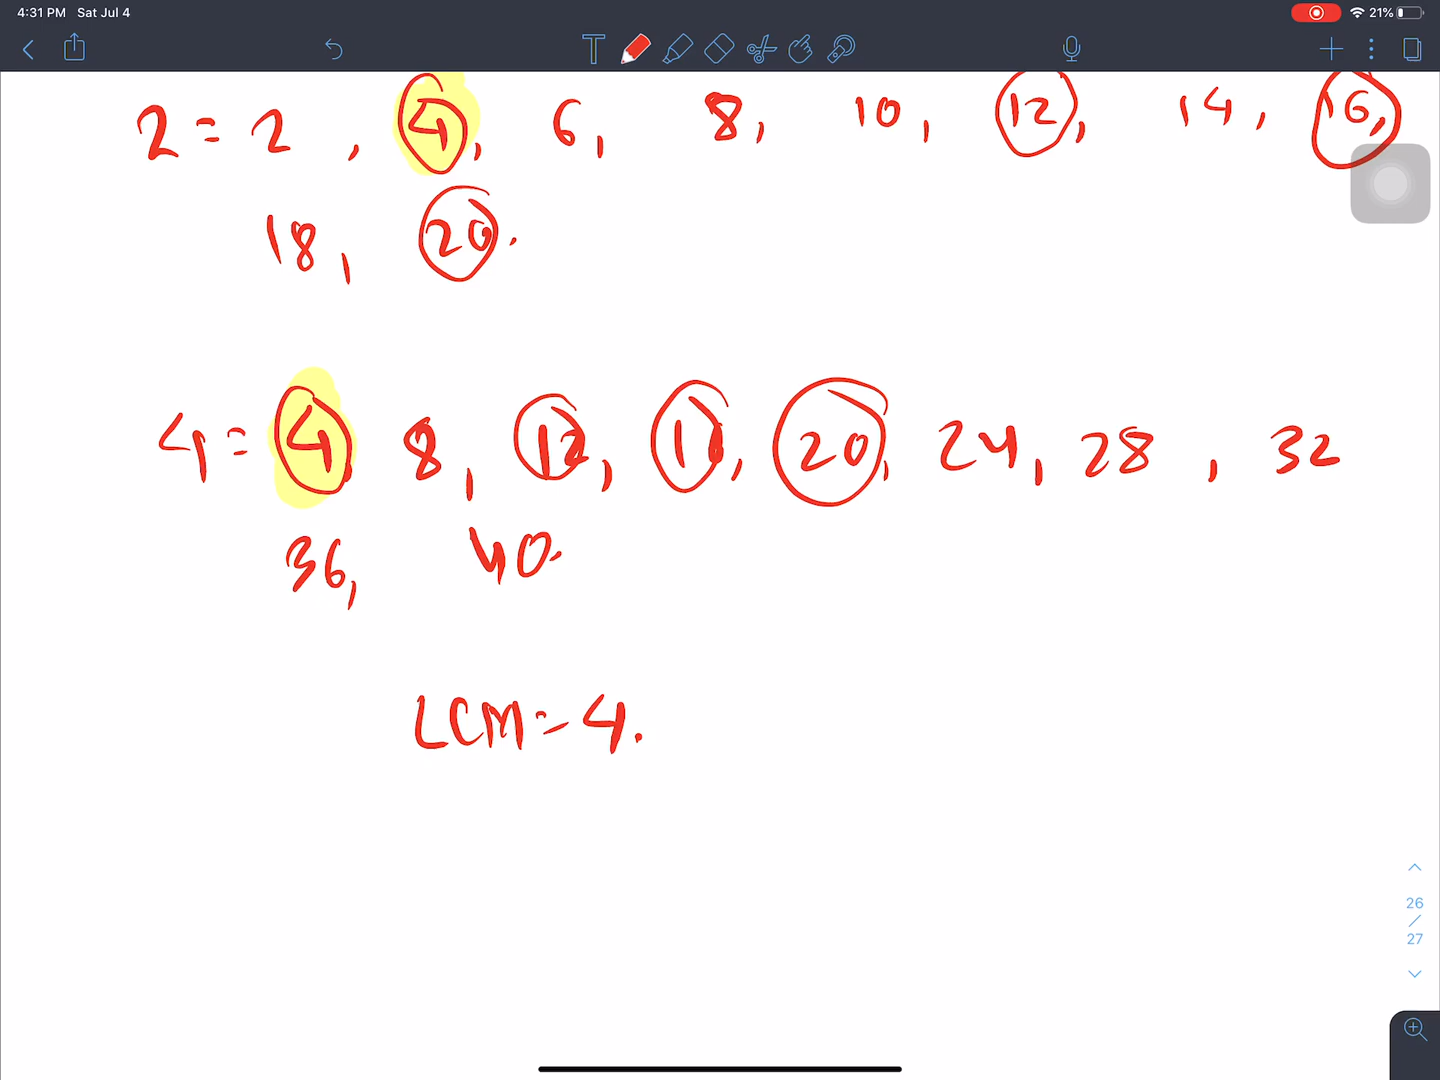 4:31 PM Sat Jul 4
21%
2 = 2, 4, 6, 8, 10, 12, 14, 16,
18, 20.
4 = 4 8, 12, 20, 24, 28, 32
36, 40.
LCM = 4.
26
/
27